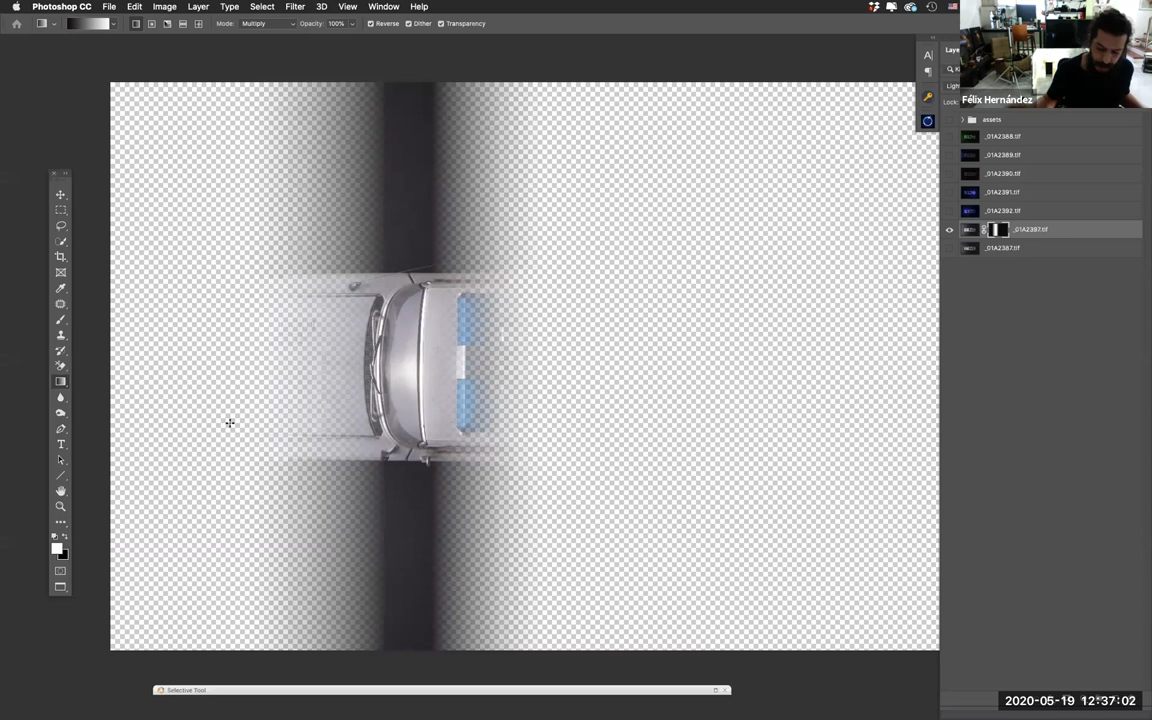 Photoshop CC File Edit Image Layer Type Select Filter 3D View Window Help
Mode: Multiply Opacity: 100% Reverse Dither Transparency
Félix Hernández
Lock:
assets
_01A2388.tif
_01A2389.tif
_01A2390.tif
_01A2391.tif
_01A2392.tif
_01A2397.tif
_01A2387.tif
Selective Tool
2020-05-19 12:37:02